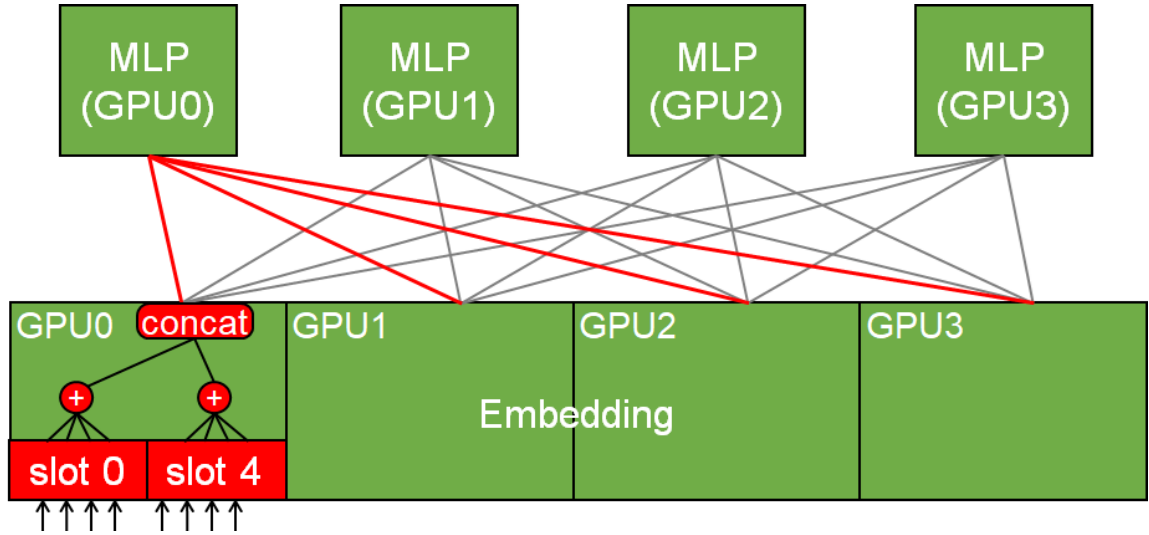 MLP
(GPU0)
MLP
(GPU1)
MLP
(GPU2)
MLP
(GPU3)
GPU0
concat
GPU1
GPU2
GPU3
+
+
Embedding
slot 0
slot 4